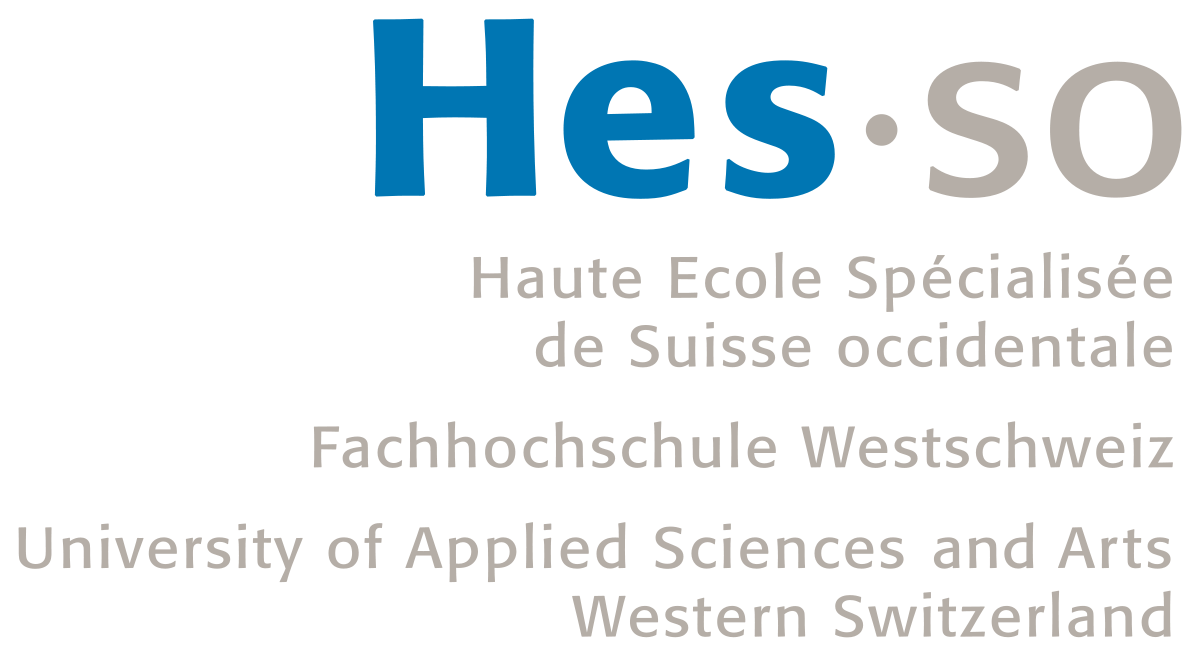 Hes·so
Haute Ecole Spécialisée
de Suisse occidentale
Fachhochschule Westschweiz
University of Applied Sciences and Arts
Western Switzerland